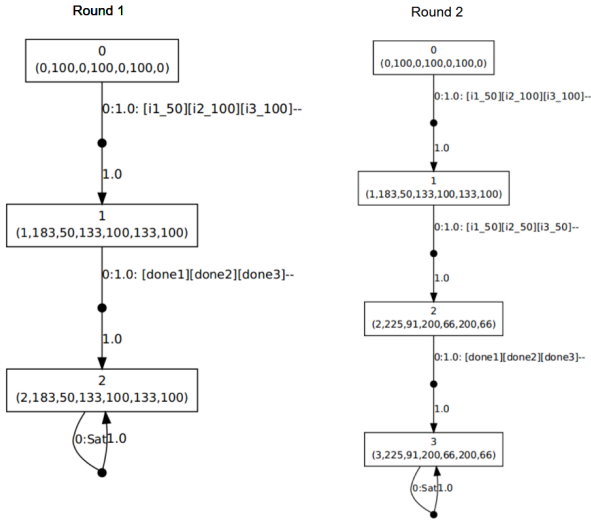 Round 1
0
(0,100,0,100,0,100,0)
0:1.0: [i1_50][i2_100][i3_100]--
1.0
1
(1,183,50,133,100,133,100)
0:1.0: [done1][done2][done3]--
1.0
2
(2,183,50,133,100,133,100)
0:Sat
1.0
Round 2
0
(0,100,0,100,0,100,0)
0:1.0: [i1_50][i2_100][i3_100]--
1.0
1
(1,183,50,133,100,133,100)
0:1.0: [i1_50][i2_50][i3_50]--
1.0
2
(2,225,91,200,66,200,66)
0:1.0: [done1][done2][done3]--
1.0
3
(3,225,91,200,66,200,66)
0:Sat
1.0